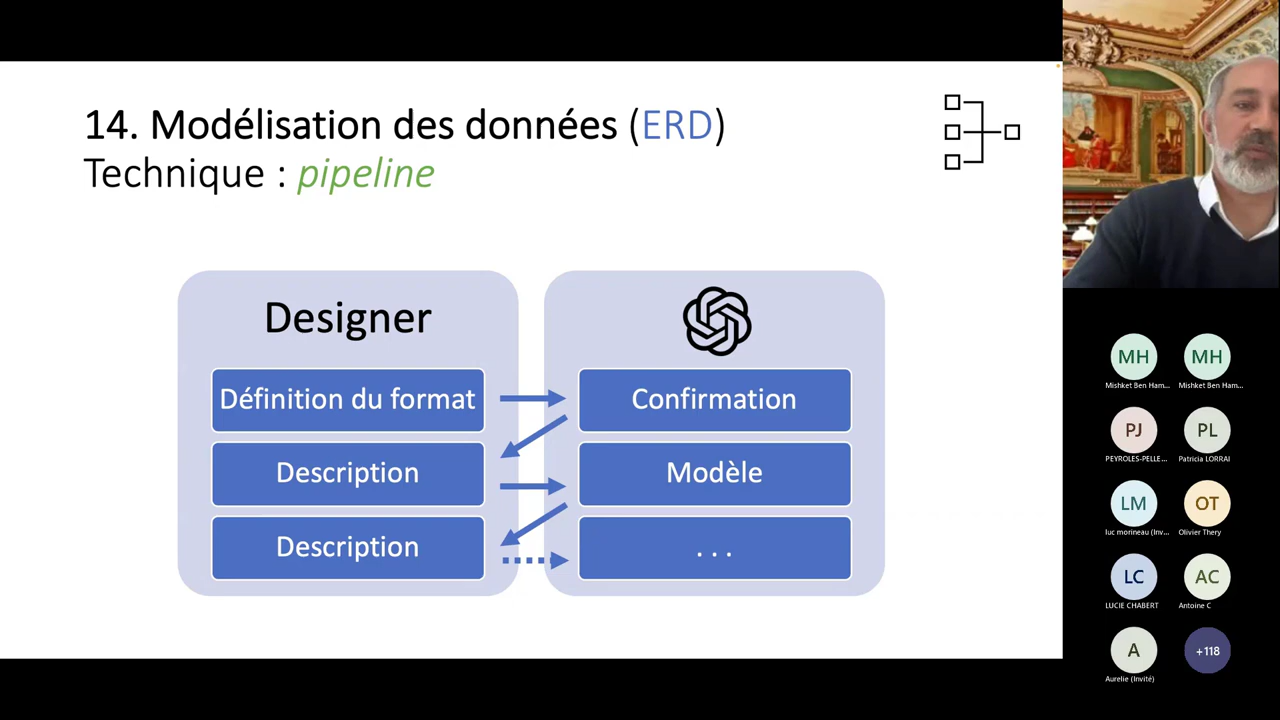 14. Modélisation des données (ERD)
Technique : pipeline
Designer
Définition du format
Confirmation
Description
Modèle
Description
. . .
MH
MH
Mishket Ben Ham...
Mishket Ben Ham...
PJ
PL
PEYROLES-PELLE...
Patricia LORRAI
LM
OT
luc morineau (Inv...
Olivier Thery
LC
AC
LUCIE CHABERT
Antoine C
A
+118
Aurelie (Invité)